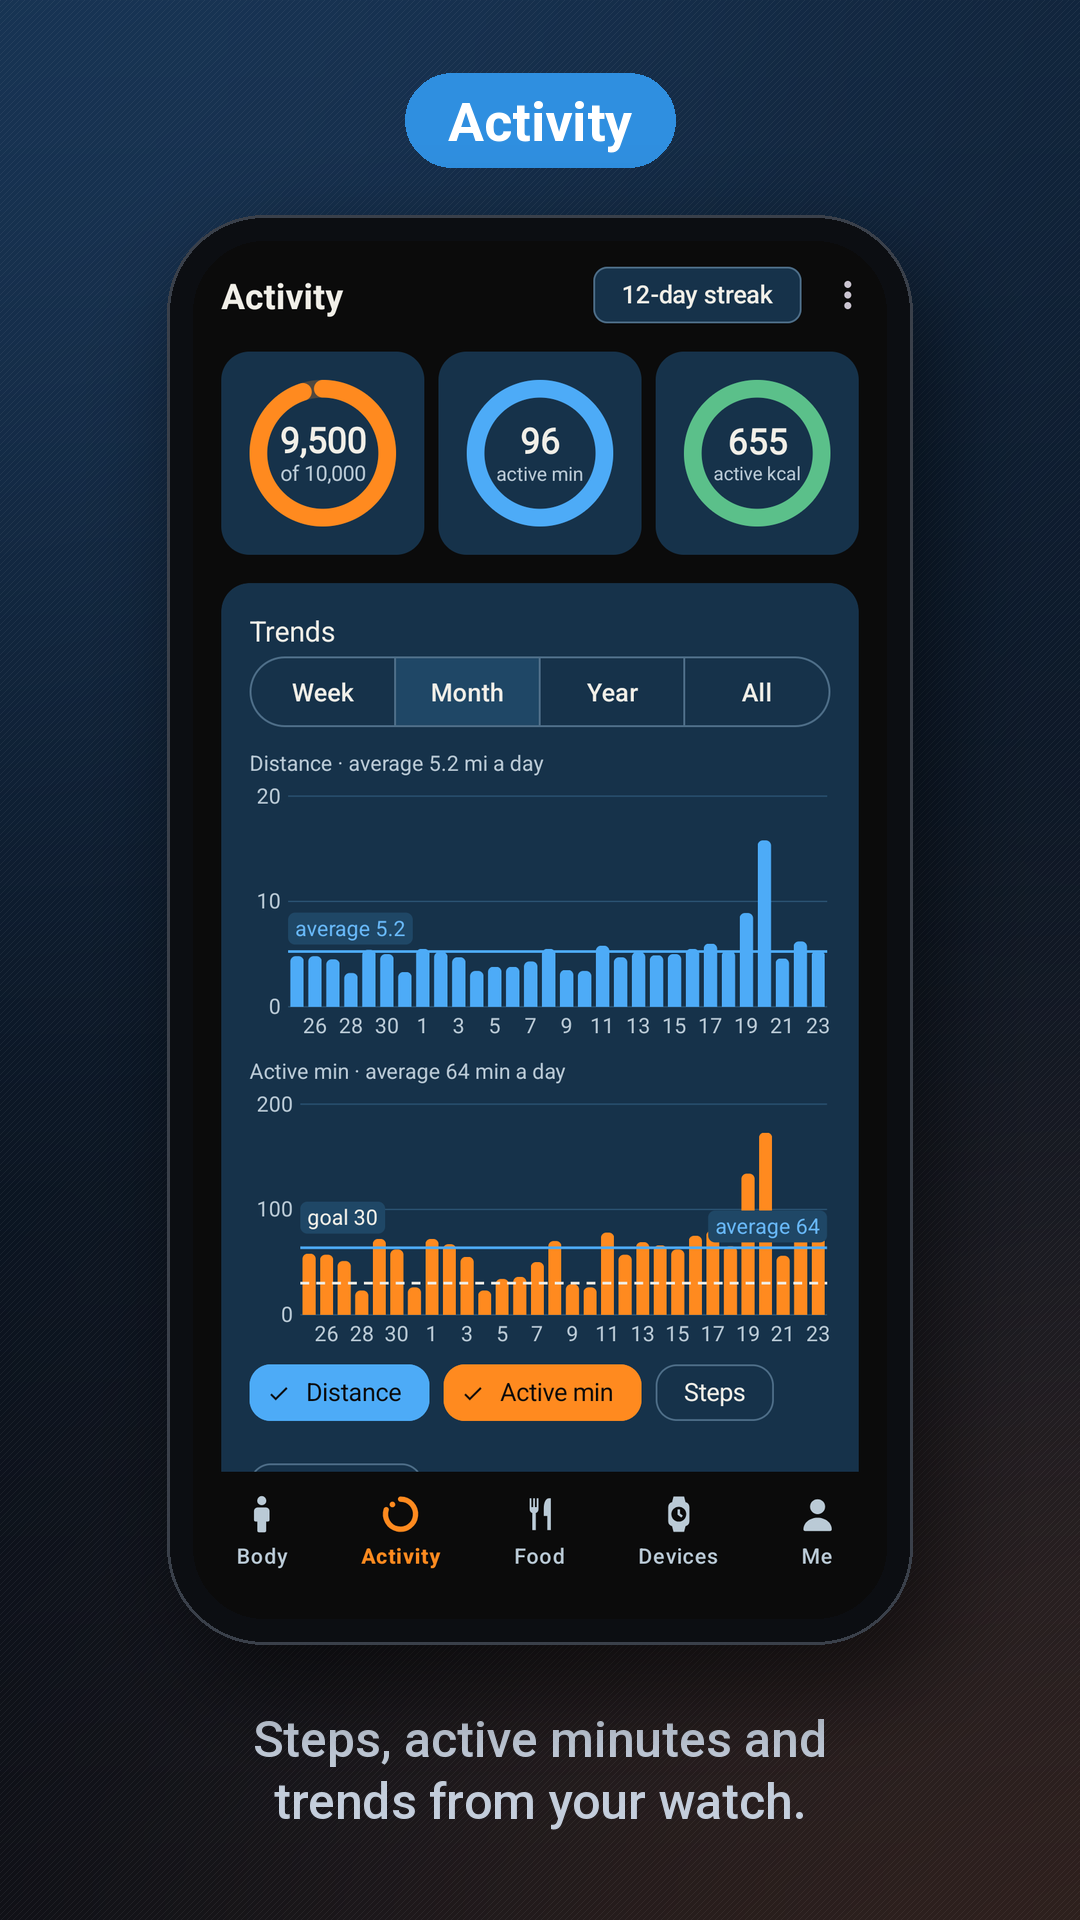 Activity
Activity
12-day streak
9,500
of 10,000
96
active min
655
active kcal
Trends
Week Month Year All
Distance · average 5.2 mi a day
20
10
average 5.2
0
26 28 30 1 3 5 7 9 11 13 15 17 19 21 23
Active min · average 64 min a day
200
100
goal 30
average 64
0
26 28 30 1 3 5 7 9 11 13 15 17 19 21 23
Distance Active min Steps
Body Activity Food Devices Me
Steps, active minutes and
trends from your watch.